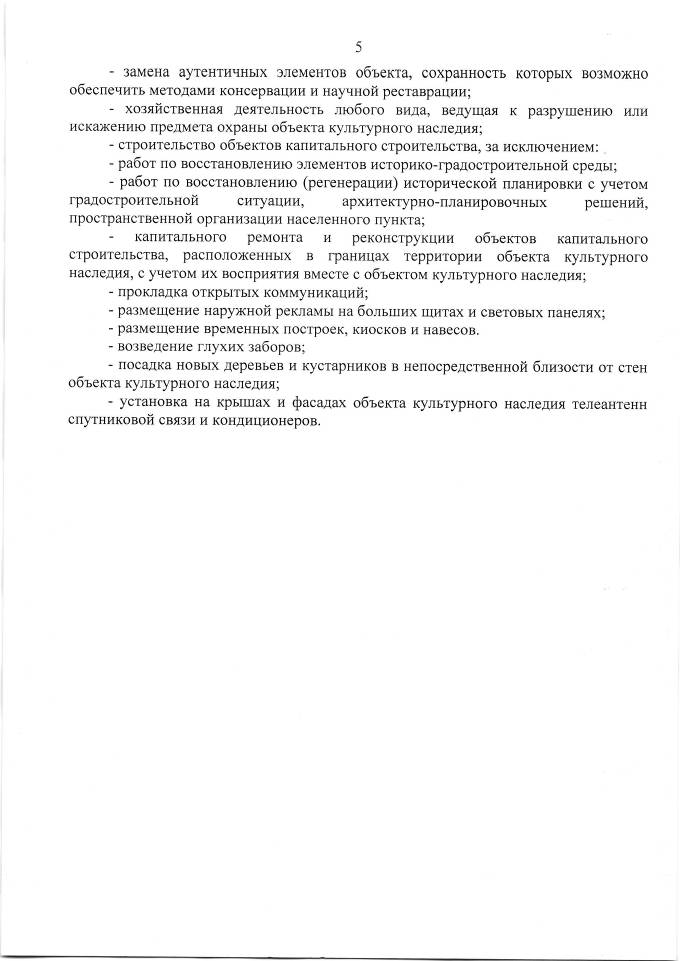 5
- замена аутентичных элементов объекта, сохранность которых возможно
обеспечить методами консервации и научной реставрации;
- хозяйственная деятельность любого вида, ведущая к разрушению или
искажению предмета охраны объекта культурного наследия;
- строительство объектов капитального строительства, за исключением:
- работ по восстановлению элементов историко-градостроительной среды;
- работ по восстановлению (регенерации) исторической планировки с учетом
градостроительной ситуации, архитектурно-планировочных решений,
пространственной организации населенного пункта;
- капитального ремонта и реконструкции объектов капитального
строительства, расположенных в границах территории объекта культурного
наследия, с учетом их восприятия вместе с объектом культурного наследия;
- прокладка открытых коммуникаций;
- размещение наружной рекламы на больших щитах и световых панелях;
- размещение временных построек, киосков и навесов.
- возведение глухих заборов;
- посадка новых деревьев и кустарников в непосредственной близости от стен
объекта культурного наследия;
- установка на крышах и фасадах объекта культурного наследия телеантенн
спутниковой связи и кондиционеров.